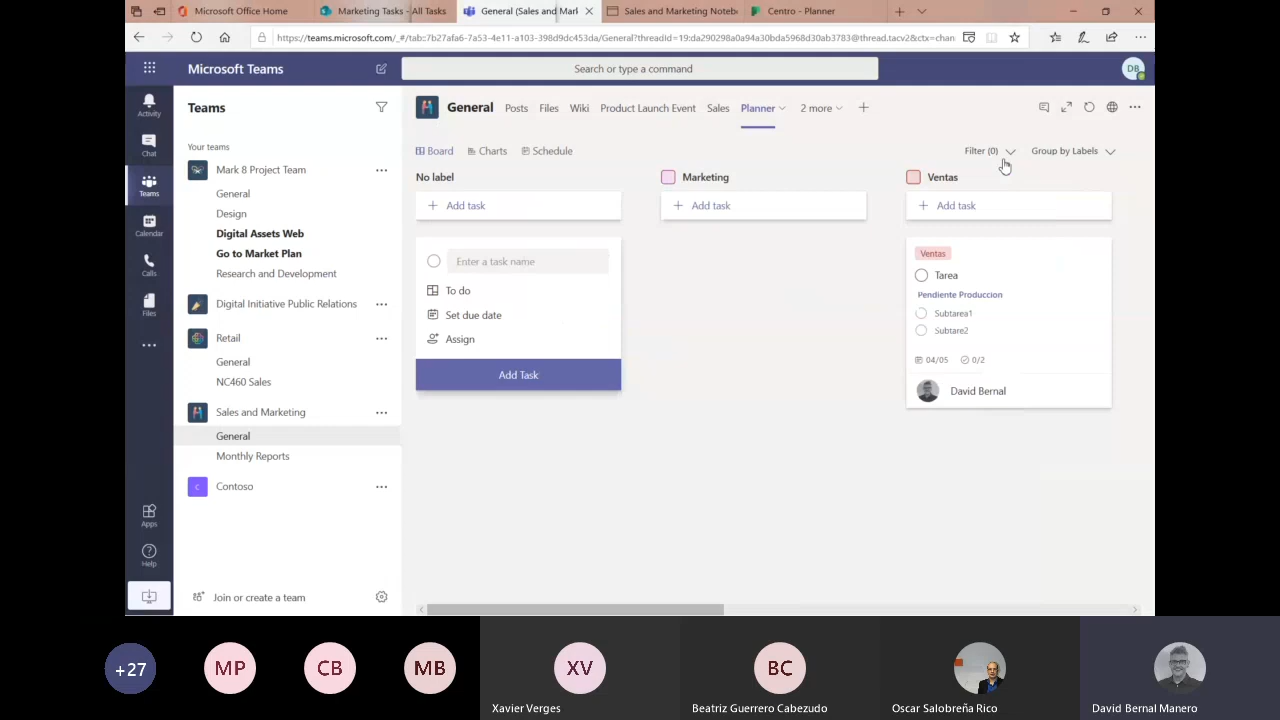 Microsoft Office Home
Marketing Tasks - All Tasks
General (Sales and Mar
Sales and Marketing Noteb
Centro - Planner
https://teams.microsoft.com/_#/tab::7b27afa6-7a53-4e11-a103-398d9dc453da/General?threadId=19:da290298a0a94a30bda5968d30ab3783@thread.tacv2&ctx=chan
Microsoft Teams
Search or type a command
DB
Activity
Chat
Teams
Calendar
Calls
Files
Apps
Help
Teams
Your teams
Mark 8 Project Team
General
Design
Digital Assets Web
Go to Market Plan
Research and Development
Digital Initiative Public Relations
Retail
General
NC460 Sales
Sales and Marketing
General
Monthly Reports
C
Contoso
Join or create a team
General
Posts
Files
Wiki
Product Launch Event
Sales
Planner
2 more
Board
Charts
Schedule
Filter (0)
Group by Labels
No label
Add task
Enter a task name
To do
Set due date
Assign
Add Task
Marketing
Add task
Ventas
Add task
Ventas
Tarea
Pendiente Produccion
Subtarea1
Subtare2
04/05
0/2
David Bernal
+27
MP
CB
MB
XV
Xavier Verges
BC
Beatriz Guerrero Cabezudo
Oscar Salobreña Rico
David Bernal Manero